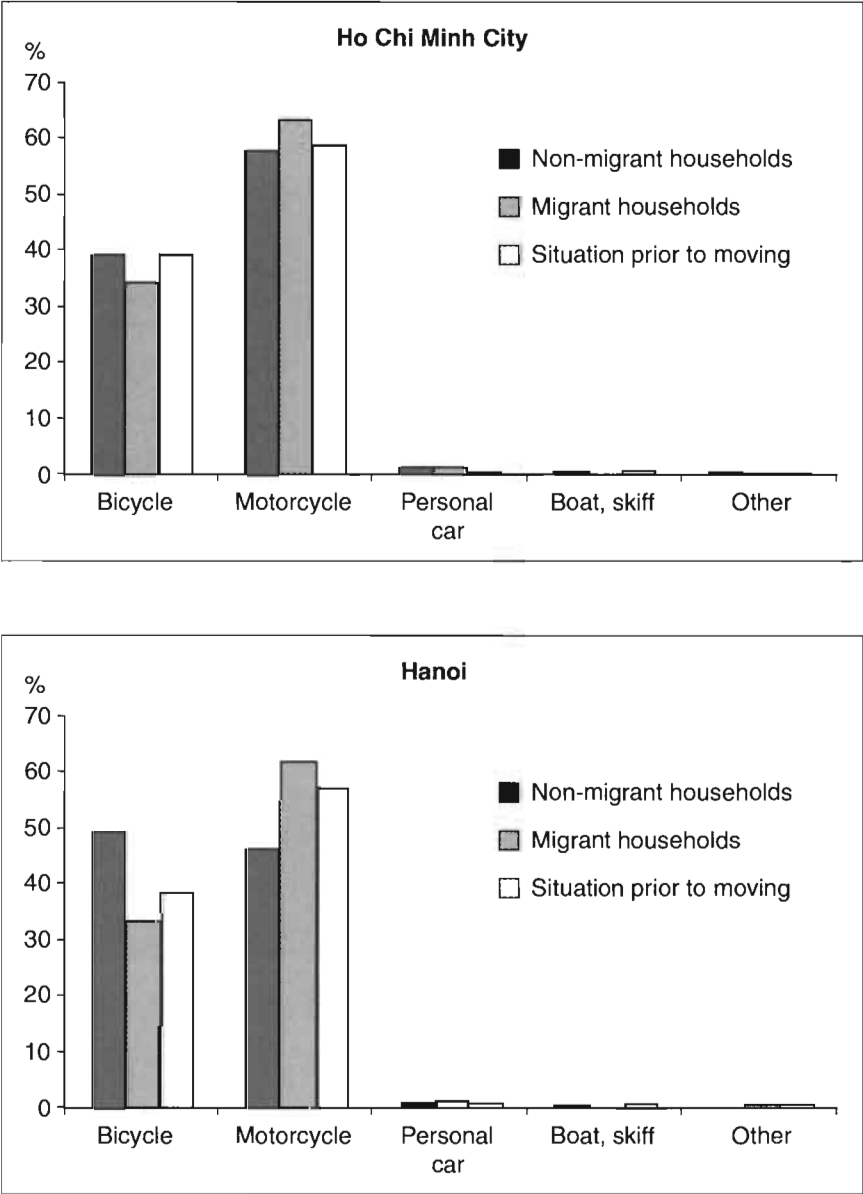 Ho Chi Minh City
%
70
60
50
40
30
20
10
0
Non-migrant households
Migrant households
Situation prior to moving
Bicycle Motorcycle Personal car Boat, skiff Other
Hanoi
%
70
60
50
40
30
20
10
0
Non-migrant households
Migrant households
Situation prior to moving
Bicycle Motorcycle Personal car Boat, skiff Other